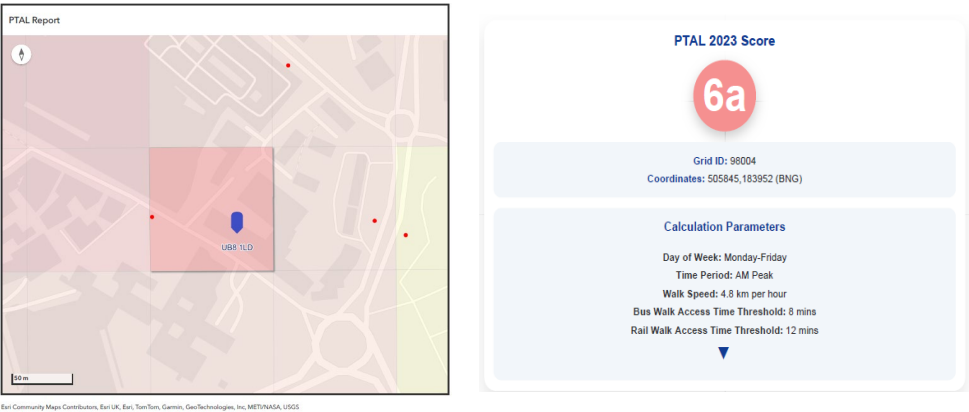 PTAL Report
UB8 1LD
50 m
Esri Community Maps Contributors, Esri UK, Esri, TomTom, Garmin, GeoTechnologies, Inc, METI/NASA, USGS
PTAL 2023 Score
6a
Grid ID: 98004
Coordinates: 505845,183952 (BNG)
Calculation Parameters
Day of Week: Monday-Friday
Time Period: AM Peak
Walk Speed: 4.8 km per hour
Bus Walk Access Time Threshold: 8 mins
Rail Walk Access Time Threshold: 12 mins